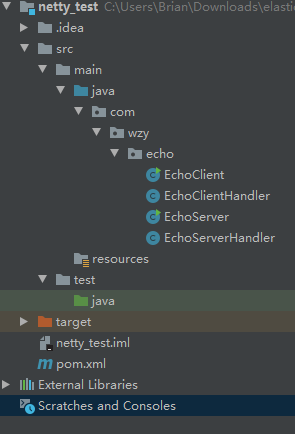 netty_test C:\Users\Brian\Downloads\elasti
.idea
src
main
java
com
wzy
echo
EchoClient
EchoClientHandler
EchoServer
EchoServerHandler
resources
test
java
target
netty_test.iml
pom.xml
External Libraries
Scratches and Consoles